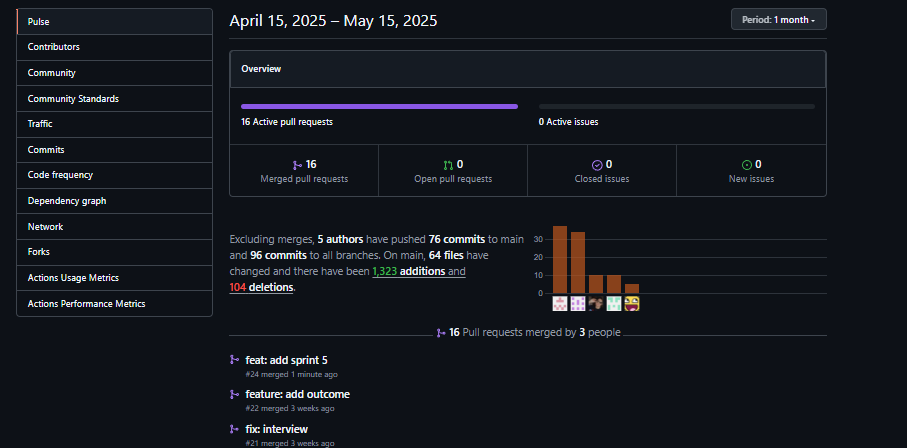 Pulse
Contributors
Community
Community Standards
Traffic
Commits
Code frequency
Dependency graph
Network
Forks
Actions Usage Metrics
Actions Performance Metrics
April 15, 2025 – May 15, 2025
Period: 1 month
Overview
16 Active pull requests
0 Active issues
16
Merged pull requests
0
Open pull requests
0
Closed issues
0
New issues
Excluding merges, 5 authors have pushed 76 commits to main
and 96 commits to all branches. On main, 64 files have
changed and there have been 1,323 additions and
104 deletions.
30
20
10
0
16 Pull requests merged by 3 people
feat: add sprint 5
#24 merged 1 minute ago
feature: add outcome
#22 merged 3 weeks ago
fix: interview
#21 merged 3 weeks ago